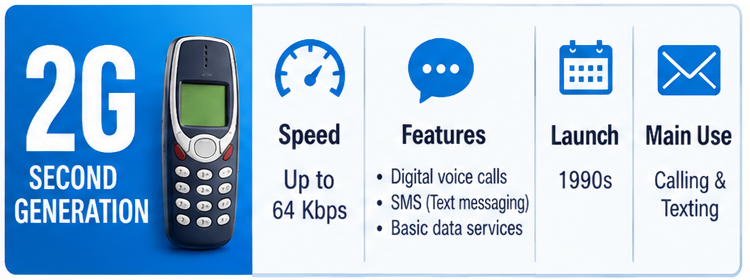 2G
SECOND
GENERATION
Speed
Up to
64 Kbps
Features
• Digital voice calls
• SMS (Text messaging)
• Basic data services
Launch
1990s
Main Use
Calling &
Texting